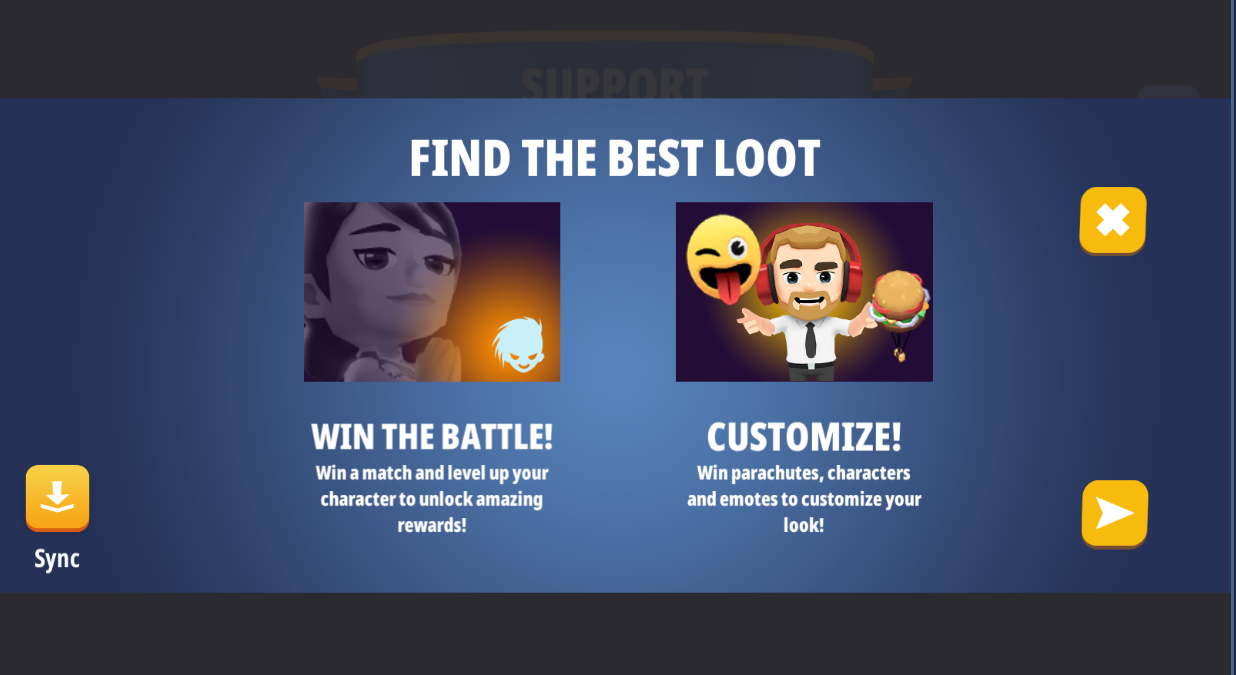 SUPPORT
FIND THE BEST LOOT
WIN THE BATTLE!
Win a match and level up your
character to unlock amazing
rewards!
CUSTOMIZE!
Win parachutes, characters
and emotes to customize your
look!
Sync